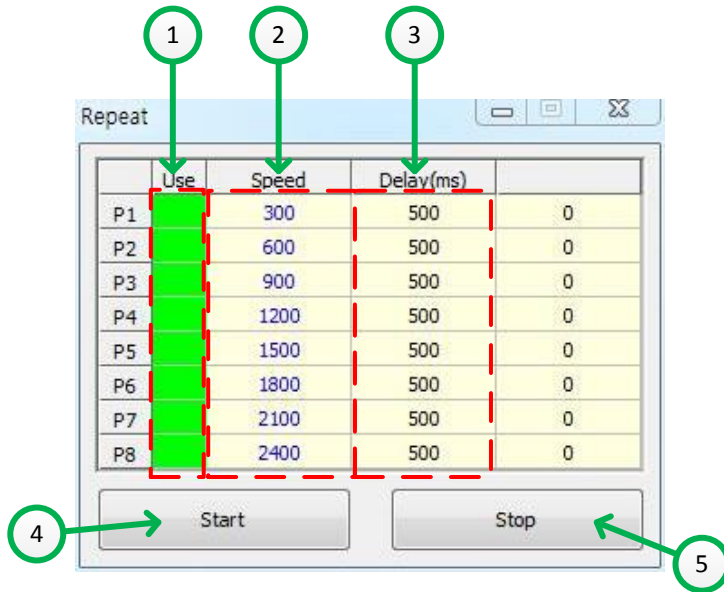 1 2 3
Repeat
Use Speed Delay(ms)
P1 300 500 0
P2 600 500 0
P3 900 500 0
P4 1200 500 0
P5 1500 500 0
P6 1800 500 0
P7 2100 500 0
P8 2400 500 0
4 Start Stop
5